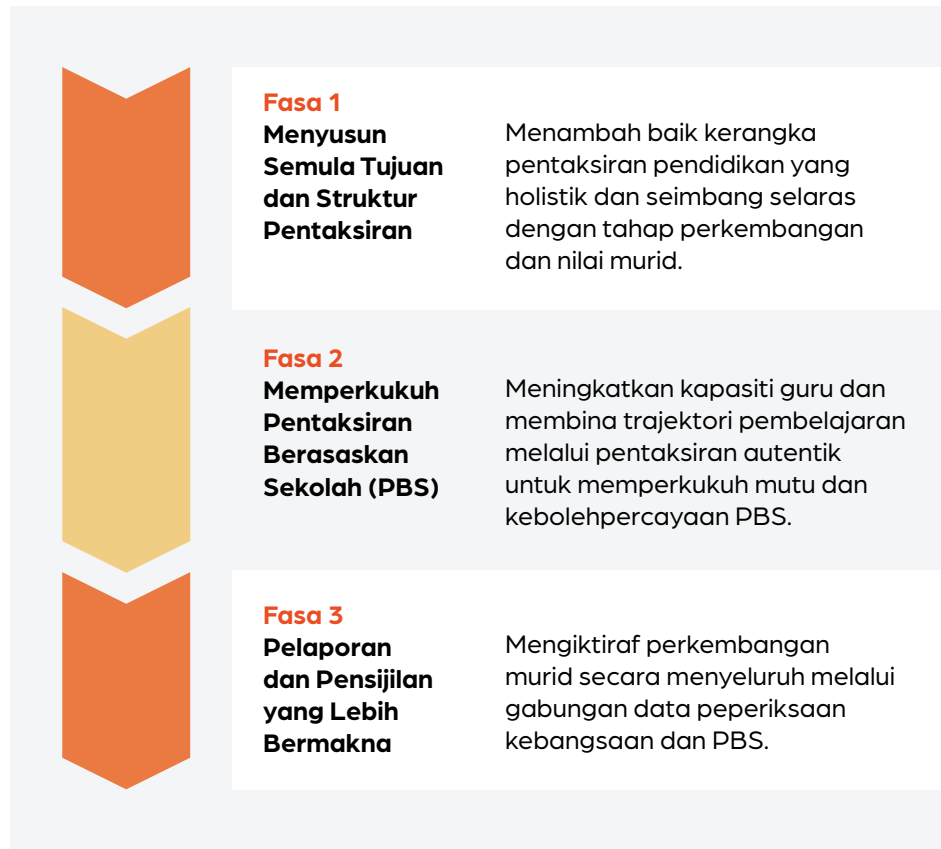 Fasa 1
Menyusun
Semula Tujuan
dan Struktur
Pentaksiran
Menambah baik kerangka
pentaksiran pendidikan yang
holistik dan seimbang selaras
dengan tahap perkembangan
dan nilai murid.
Fasa 2
Memperkukuh
Pentaksiran
Berasaskan
Sekolah (PBS)
Meningkatkan kapasiti guru dan
membina trajektori pembelajaran
melalui pentaksiran autentik
untuk memperkukuh mutu dan
kebolehpercayaan PBS.
Fasa 3
Pelaporan
dan Pensijilan
yang Lebih
Bermakna
Mengiktiraf perkembangan
murid secara menyeluruh melalui
gabungan data peperiksaan
kebangsaan dan PBS.